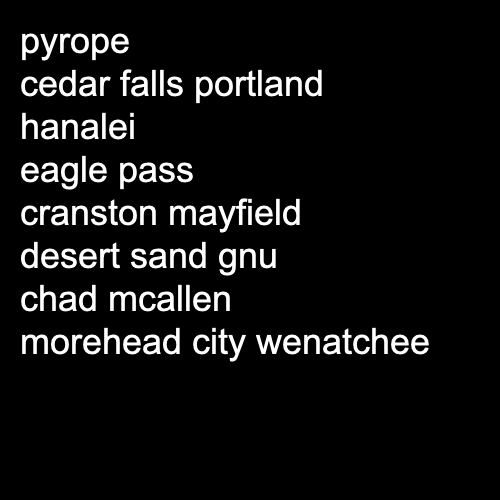 pyrope
cedar falls portland
hanalei
eagle pass
cranston mayfield
desert sand gnu
chad mcallen
morehead city wenatchee